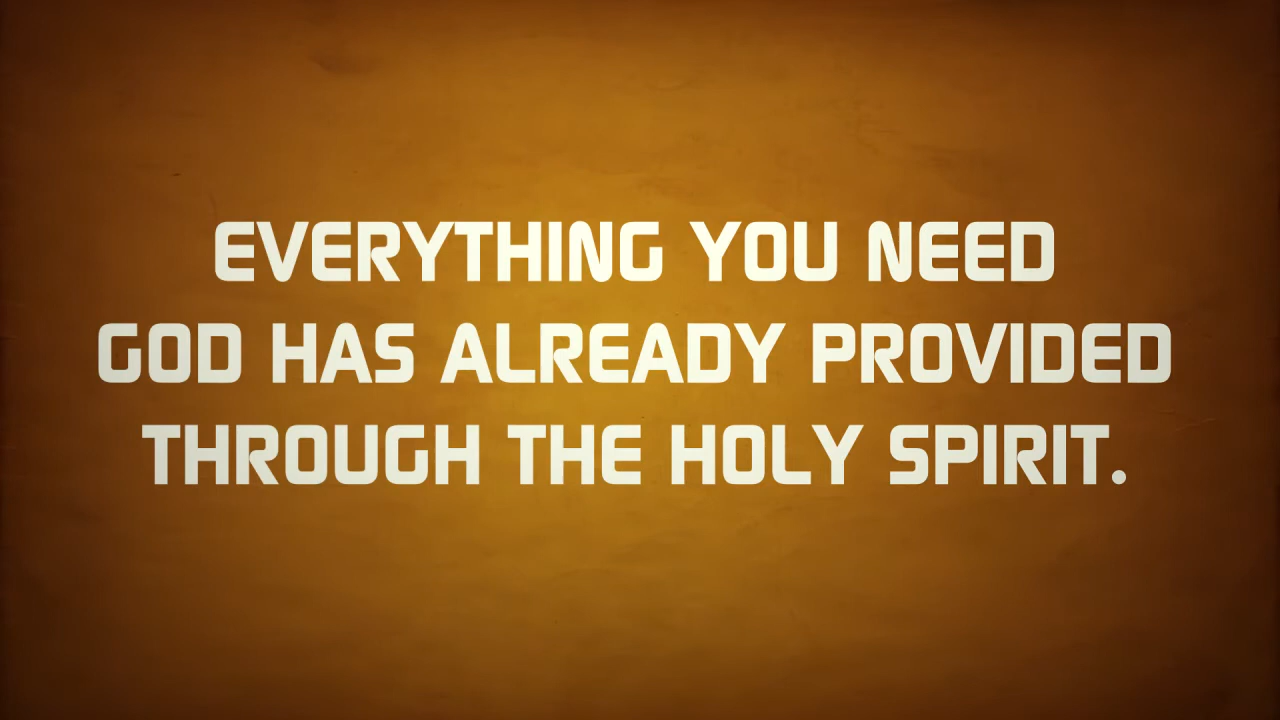 EVERYTHING YOU NEED
GOD HAS ALREADY PROVIDED
THROUGH THE HOLY SPIRIT.